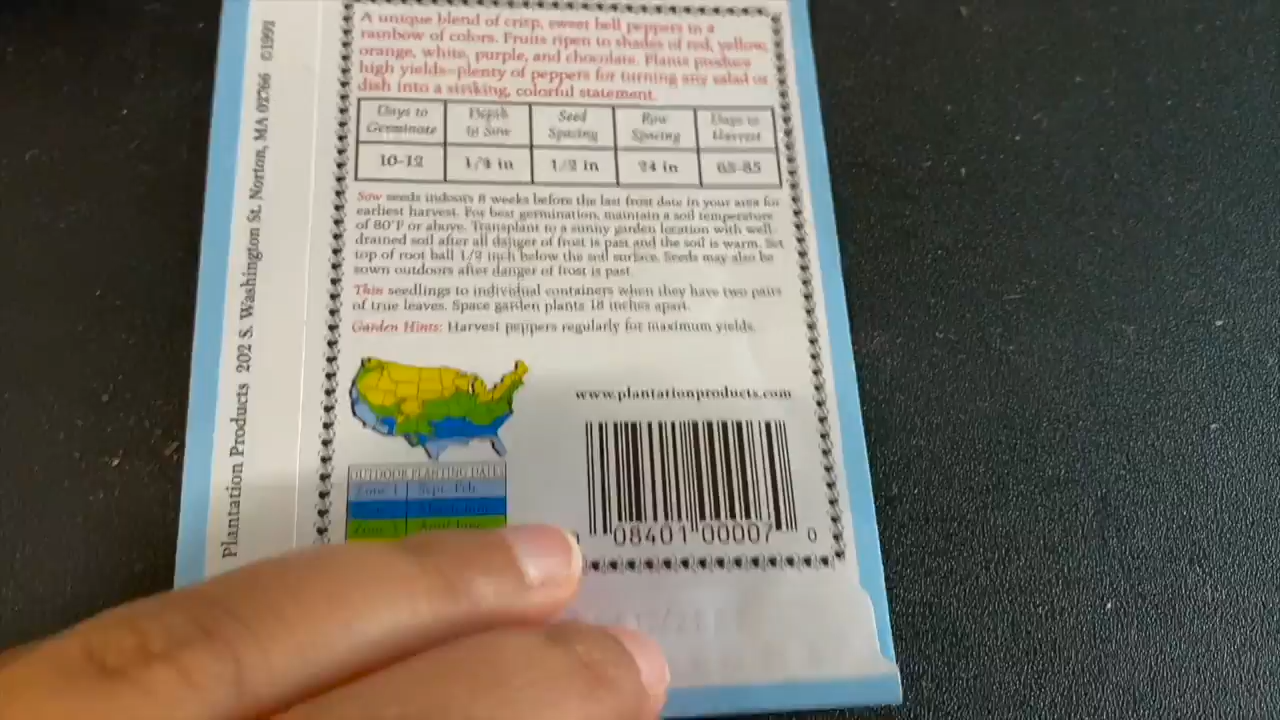 Plantation Products 202 S. Washington St. Norton, MA 02766 ©1991
A unique blend of crisp, sweet bell peppers in a
rainbow of colors. Fruits ripen to shades of red, yellow,
orange, white, purple, and chocolate. Plants produce
high yields-plenty of peppers for turning any salad or
dish into a striking, colorful statement.
Days to Depth Seed Row Days to
Germinate to Sow Spacing Spacing Harvest
10-12 1/4 in 1/2 in 24 in
Sow seeds indoors 8 weeks before the last frost date in your area for
earliest harvest. For best germination, maintain a soil temperature
of 80°F or above. Transplant to a sunny garden location with well-
drained soil after all danger of frost is past and the soil is warm. Set
top of root ball 1/2 inch below the soil surface. Seeds may also be
sown outdoors after danger of frost is past.
Thin seedlings to individual containers when they have two pairs
of true leaves. Space garden plants 18 inches apart.
Garden Hints: Harvest peppers regularly for maximum yields.
www.plantationproducts.com
OUTDOOR PLANTING DATES
Zone 1 Sept-Feb
Zone 3 April-June
08401 00007 0